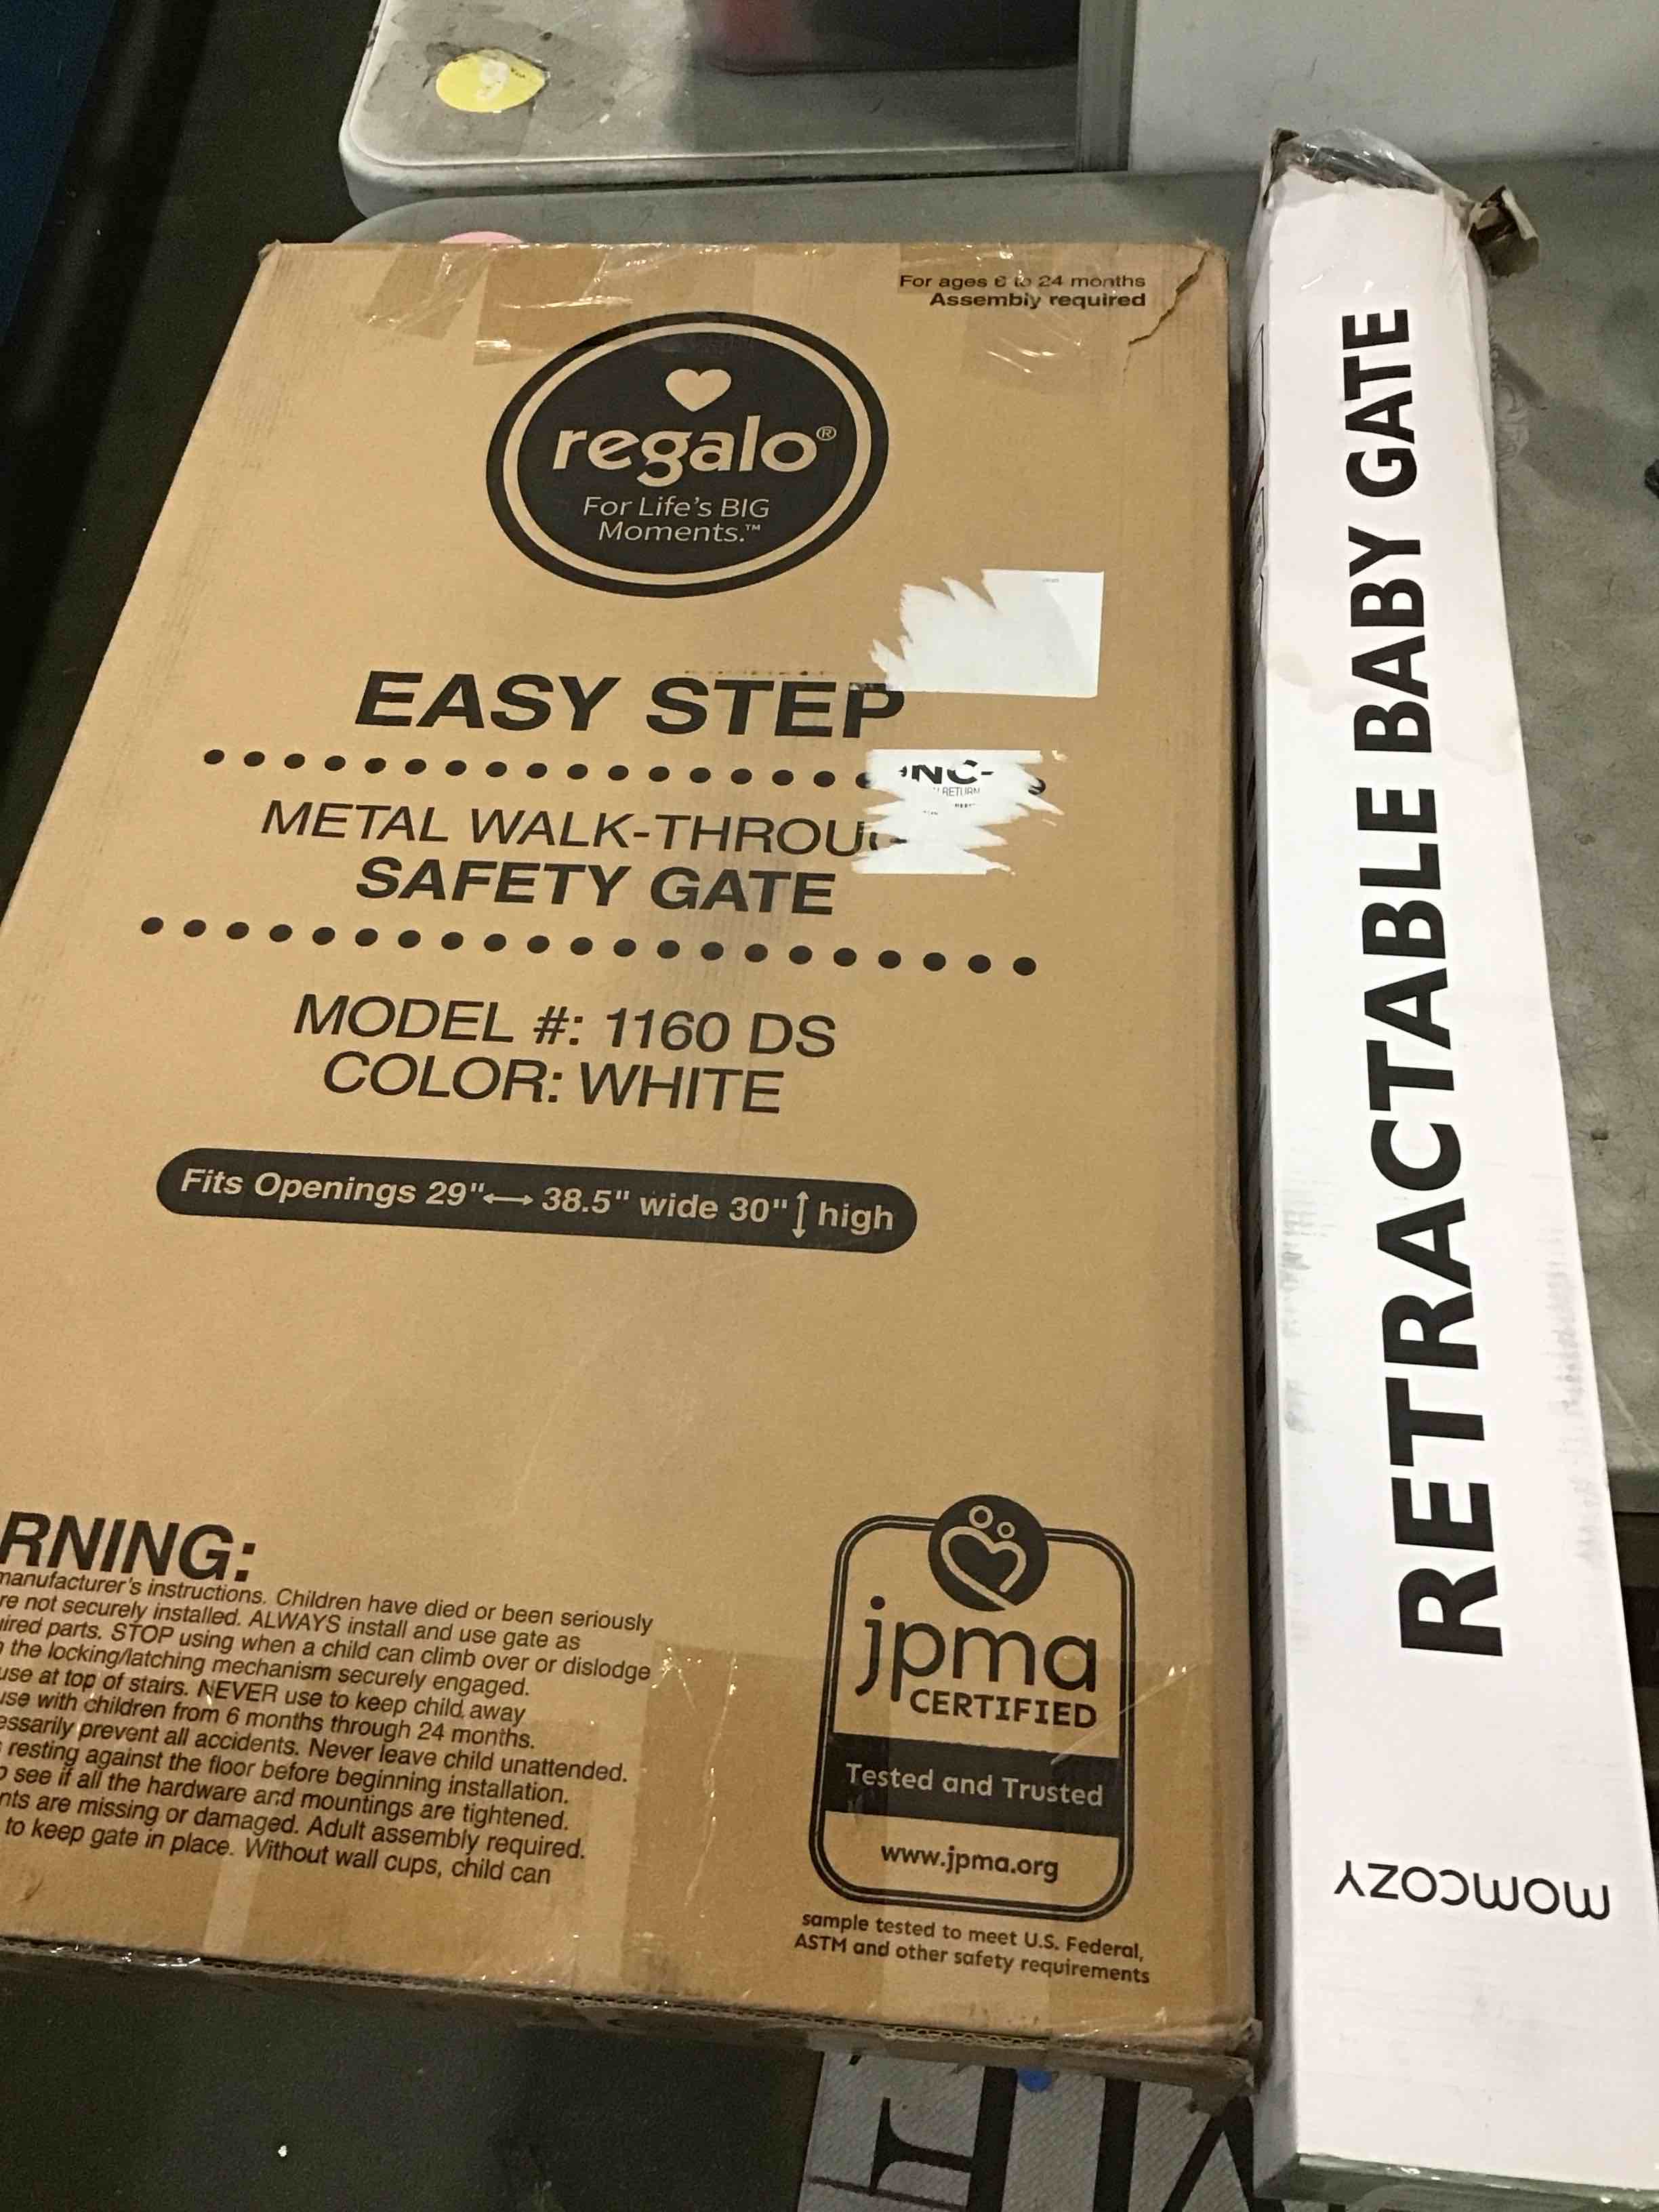 9
For ages 6 to 24 months
Assembly required
regalo®
For Life's BIG
Moments.™
EASY STEP
METAL WALK-THROUG
RETURN
SAFETY GATE
MODEL #: 1160 DS
COLOR: WHITE
Fits Openings 29"↔ 38.5" wide 30"↕ high
RNING:
manufacturer's instructions. Children have died or been seriously
re not securely installed. ALWAYS install and use gate as
uired parts. STOP using when a child can climb over or dislodge
the locking/latching mechanism securely engaged.
use at top of stairs. NEVER use to keep child away
use with children from 6 months through 24 months.
essarily prevent all accidents. Never leave child unattended.
resting against the floor before beginning installation.
o see if all the hardware and mountings are tightened.
nts are missing or damaged. Adult assembly required.
to keep gate in place. Without wall cups, child can
jpma
CERTIFIED
Tested and Trusted
www.jpma.org
sample tested to meet U.S. Federal,
ASTM and other safety requirements
RETRACTABLE BABY GATE
momcozy